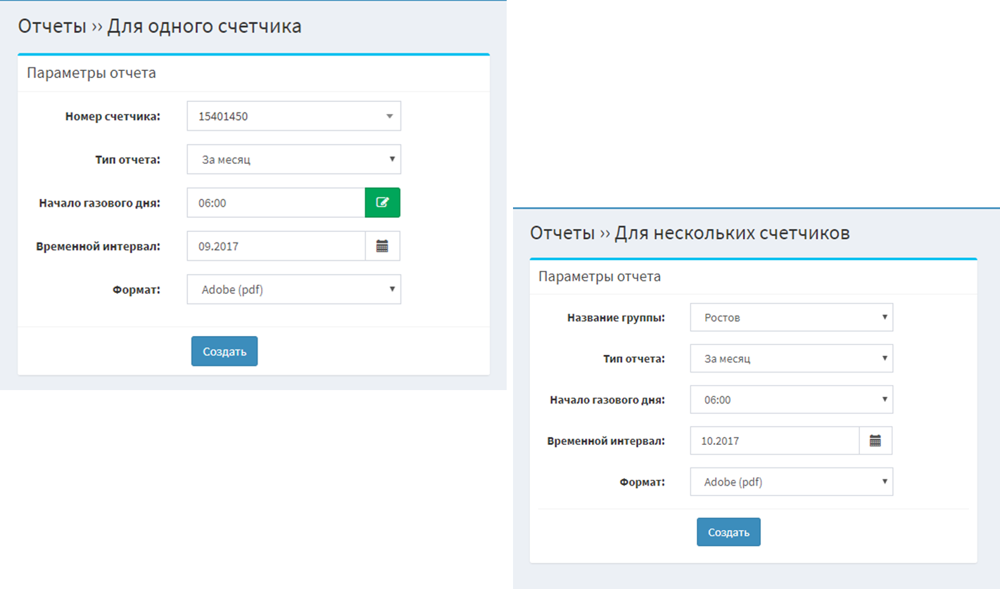 Отчеты ›› Для одного счетчика
Параметры отчета
Номер счетчика: 15401450
Тип отчета: За месяц
Начало газового дня: 06:00
Временной интервал: 09.2017
Формат: Adobe (pdf)
Создать
Отчеты ›› Для нескольких счетчиков
Параметры отчета
Название группы: Ростов
Тип отчета: За месяц
Начало газового дня: 06:00
Временной интервал: 10.2017
Формат: Adobe (pdf)
Создать